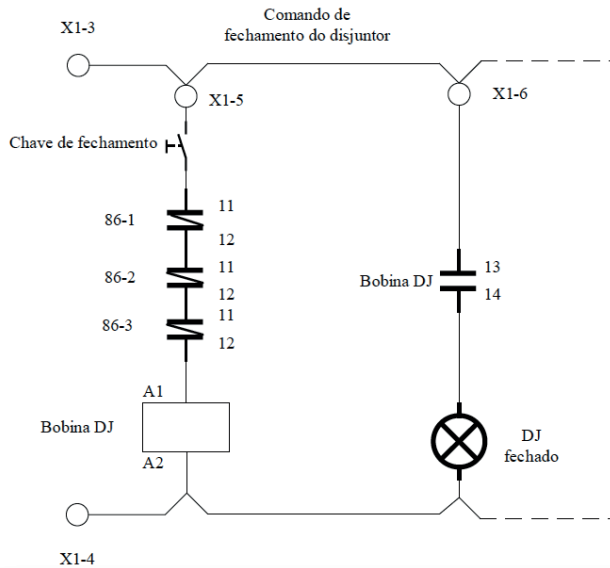 Comando de
fechamento do disjuntor
X1-3
X1-5
X1-6
Chave de fechamento
86-1
11
12
86-2
11
12
86-3
11
12
Bobina DJ
13
14
A1
Bobina DJ
A2
DJ
fechado
X1-4